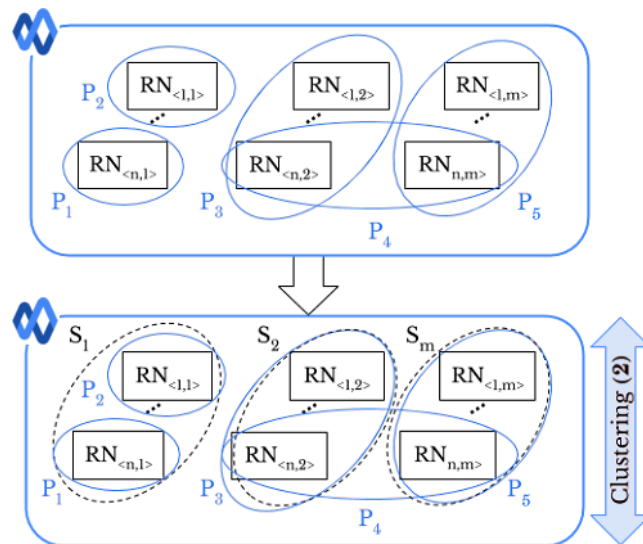 RN<1,1> RN<1,2> RN<1,m>
P2
RN<n,1> RN<n,2> RNn,m>
P1 P3 P4 P5
S1 S2 Sm
RN<1,1> RN<1,2> RN<1,m>
P2
RN<n,1> RN<n,2> RNn,m>
P1 P3 P4 P5
Clustering (2)